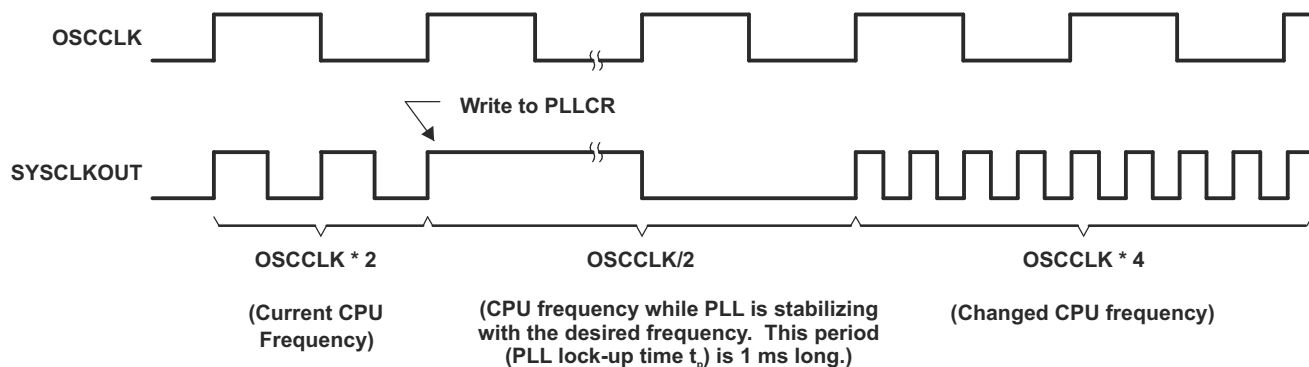 OSCCLK
Write to PLLCR
SYSCLKOUT
OSCCLK * 2
(Current CPU
Frequency)
OSCCLK/2
(CPU frequency while PLL is stabilizing
with the desired frequency. This period
(PLL lock-up time tp) is 1 ms long.)
OSCCLK * 4
(Changed CPU frequency)